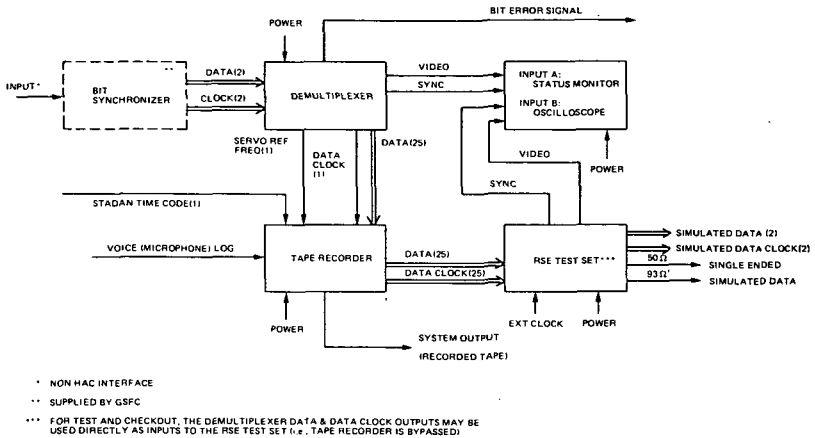 BIT ERROR SIGNAL
POWER
**
INPUT*
BIT
SYNCHRONIZER
DATA(2)
CLOCK(2)
DEMULTIPLEXER
VIDEO
SYNC
INPUT A:
STATUS MONITOR
INPUT B:
OSCILLOSCOPE
SERVO REF
FREQ(1)
DATA
CLOCK
(1)
DATA(25)
VIDEO
POWER
SYNC
STADAN TIME CODE(1)
VOICE (MICROPHONE) LOG
TAPE RECORDER
DATA(25)
DATA CLOCK(25)
RSE TEST SET***
SIMULATED DATA (2)
SIMULATED DATA CLOCK(2)
50Ω
SINGLE ENDED
93Ω
SIMULATED DATA
POWER
EXT CLOCK
POWER
SYSTEM OUTPUT
(RECORDED TAPE)
* NON HAC INTERFACE
** SUPPLIED BY GSFC
*** FOR TEST AND CHECKOUT, THE DEMULTIPLEXER DATA & DATA CLOCK OUTPUTS MAY BE
USED DIRECTLY AS INPUTS TO THE RSE TEST SET (i.e., TAPE RECORDER IS BYPASSED)